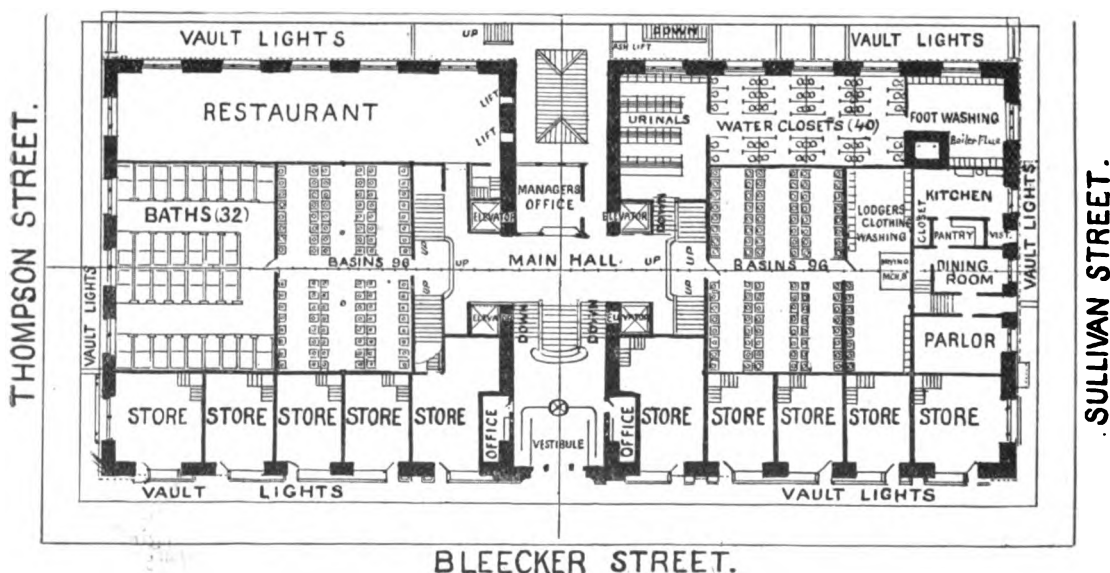 VAULT LIGHTS
UP
DOWN
ASH LIFT
VAULT LIGHTS
THOMPSON STREET.
RESTAURANT
LIFT
LIFT
URINALS
WATER CLOSETS (40)
FOOT WASHING
Boiler Flue
SULLIVAN STREET.
VAULT LIGHTS
BATHS (32)
BASINS 96
UP
UP
UP
ELEVATOR
MANAGERS
OFFICE
ELEVATOR
DOWN
MAIN HALL
UP
UP
UP
BASINS 96
LODGERS
CLOTHING
WASHING
DRYING
KITCHEN
CLOSET
PANTRY
DINING
ROOM
PARLOR
VAULT LIGHTS
ELEVATOR
DOWN
DOWN
ELEVATOR
STORE
STORE
STORE
STORE
STORE
OFFICE
VESTIBULE
OFFICE
STORE
STORE
STORE
STORE
STORE
VAULT LIGHTS
VAULT LIGHTS
BLEECKER STREET.